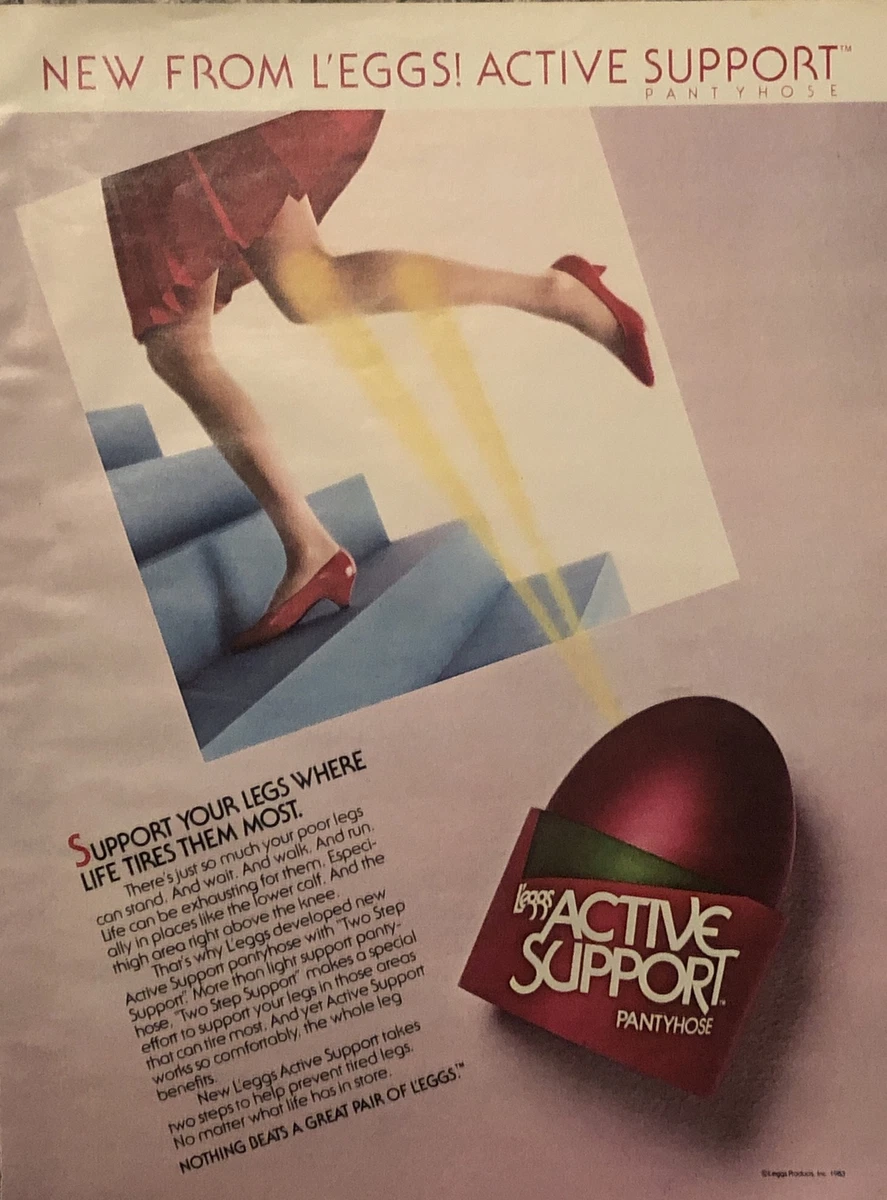 NEW FROM L'EGGS! ACTIVE SUPPORT™
PANTYHOSE
SUPPORT YOUR LEGS WHERE
LIFE TIRES THEM MOST.
There's just so much your poor legs
can stand. And wait. And walk. And run.
Life can be exhausting for them. Especi-
ally in places like the lower calf. And the
thigh area right above the knee.
That's why L'eggs developed new
Active Support pantyhose with "Two Step
Support". More than light support panty-
hose, "Two Step Support" makes a special
effort to support your legs in those areas
that can tire most. And yet Active Support
works so comfortably, the whole leg
benefits.
New L'eggs Active Support takes
two steps to help prevent tired legs.
No matter what life has in store.
NOTHING BEATS A GREAT PAIR OF L'EGGS.™
L'eggs
ACTIVE
SUPPORT™
PANTYHOSE
©L'eggs Products, Inc. 1983